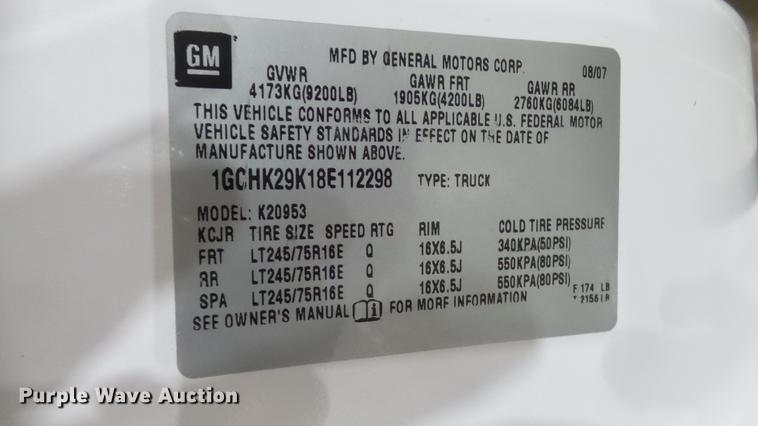 GM
MFD BY GENERAL MOTORS CORP. 08/07
GVWR GAWR FRT GAWR RR
4173KG(9200LB) 1905KG(4200LB) 2760KG(6084LB)
THIS VEHICLE CONFORMS TO ALL APPLICABLE U.S. FEDERAL MOTOR
VEHICLE SAFETY STANDARDS IN EFFECT ON THE DATE OF
MANUFACTURE SHOWN ABOVE.
1GCHK29K18E112298 TYPE: TRUCK
MODEL: K20953
KCJR TIRE SIZE SPEED RTG RIM COLD TIRE PRESSURE
FRT LT245/75R16E Q 16X6.5J 340KPA(50PSI)
RR LT245/75R16E Q 16X6.5J 550KPA(80PSI)
SPA LT245/75R16E Q 16X6.5J 550KPA(80PSI)
F 174 LB
T 2156 LB
SEE OWNER'S MANUAL FOR MORE INFORMATION
Purple Wave Auction